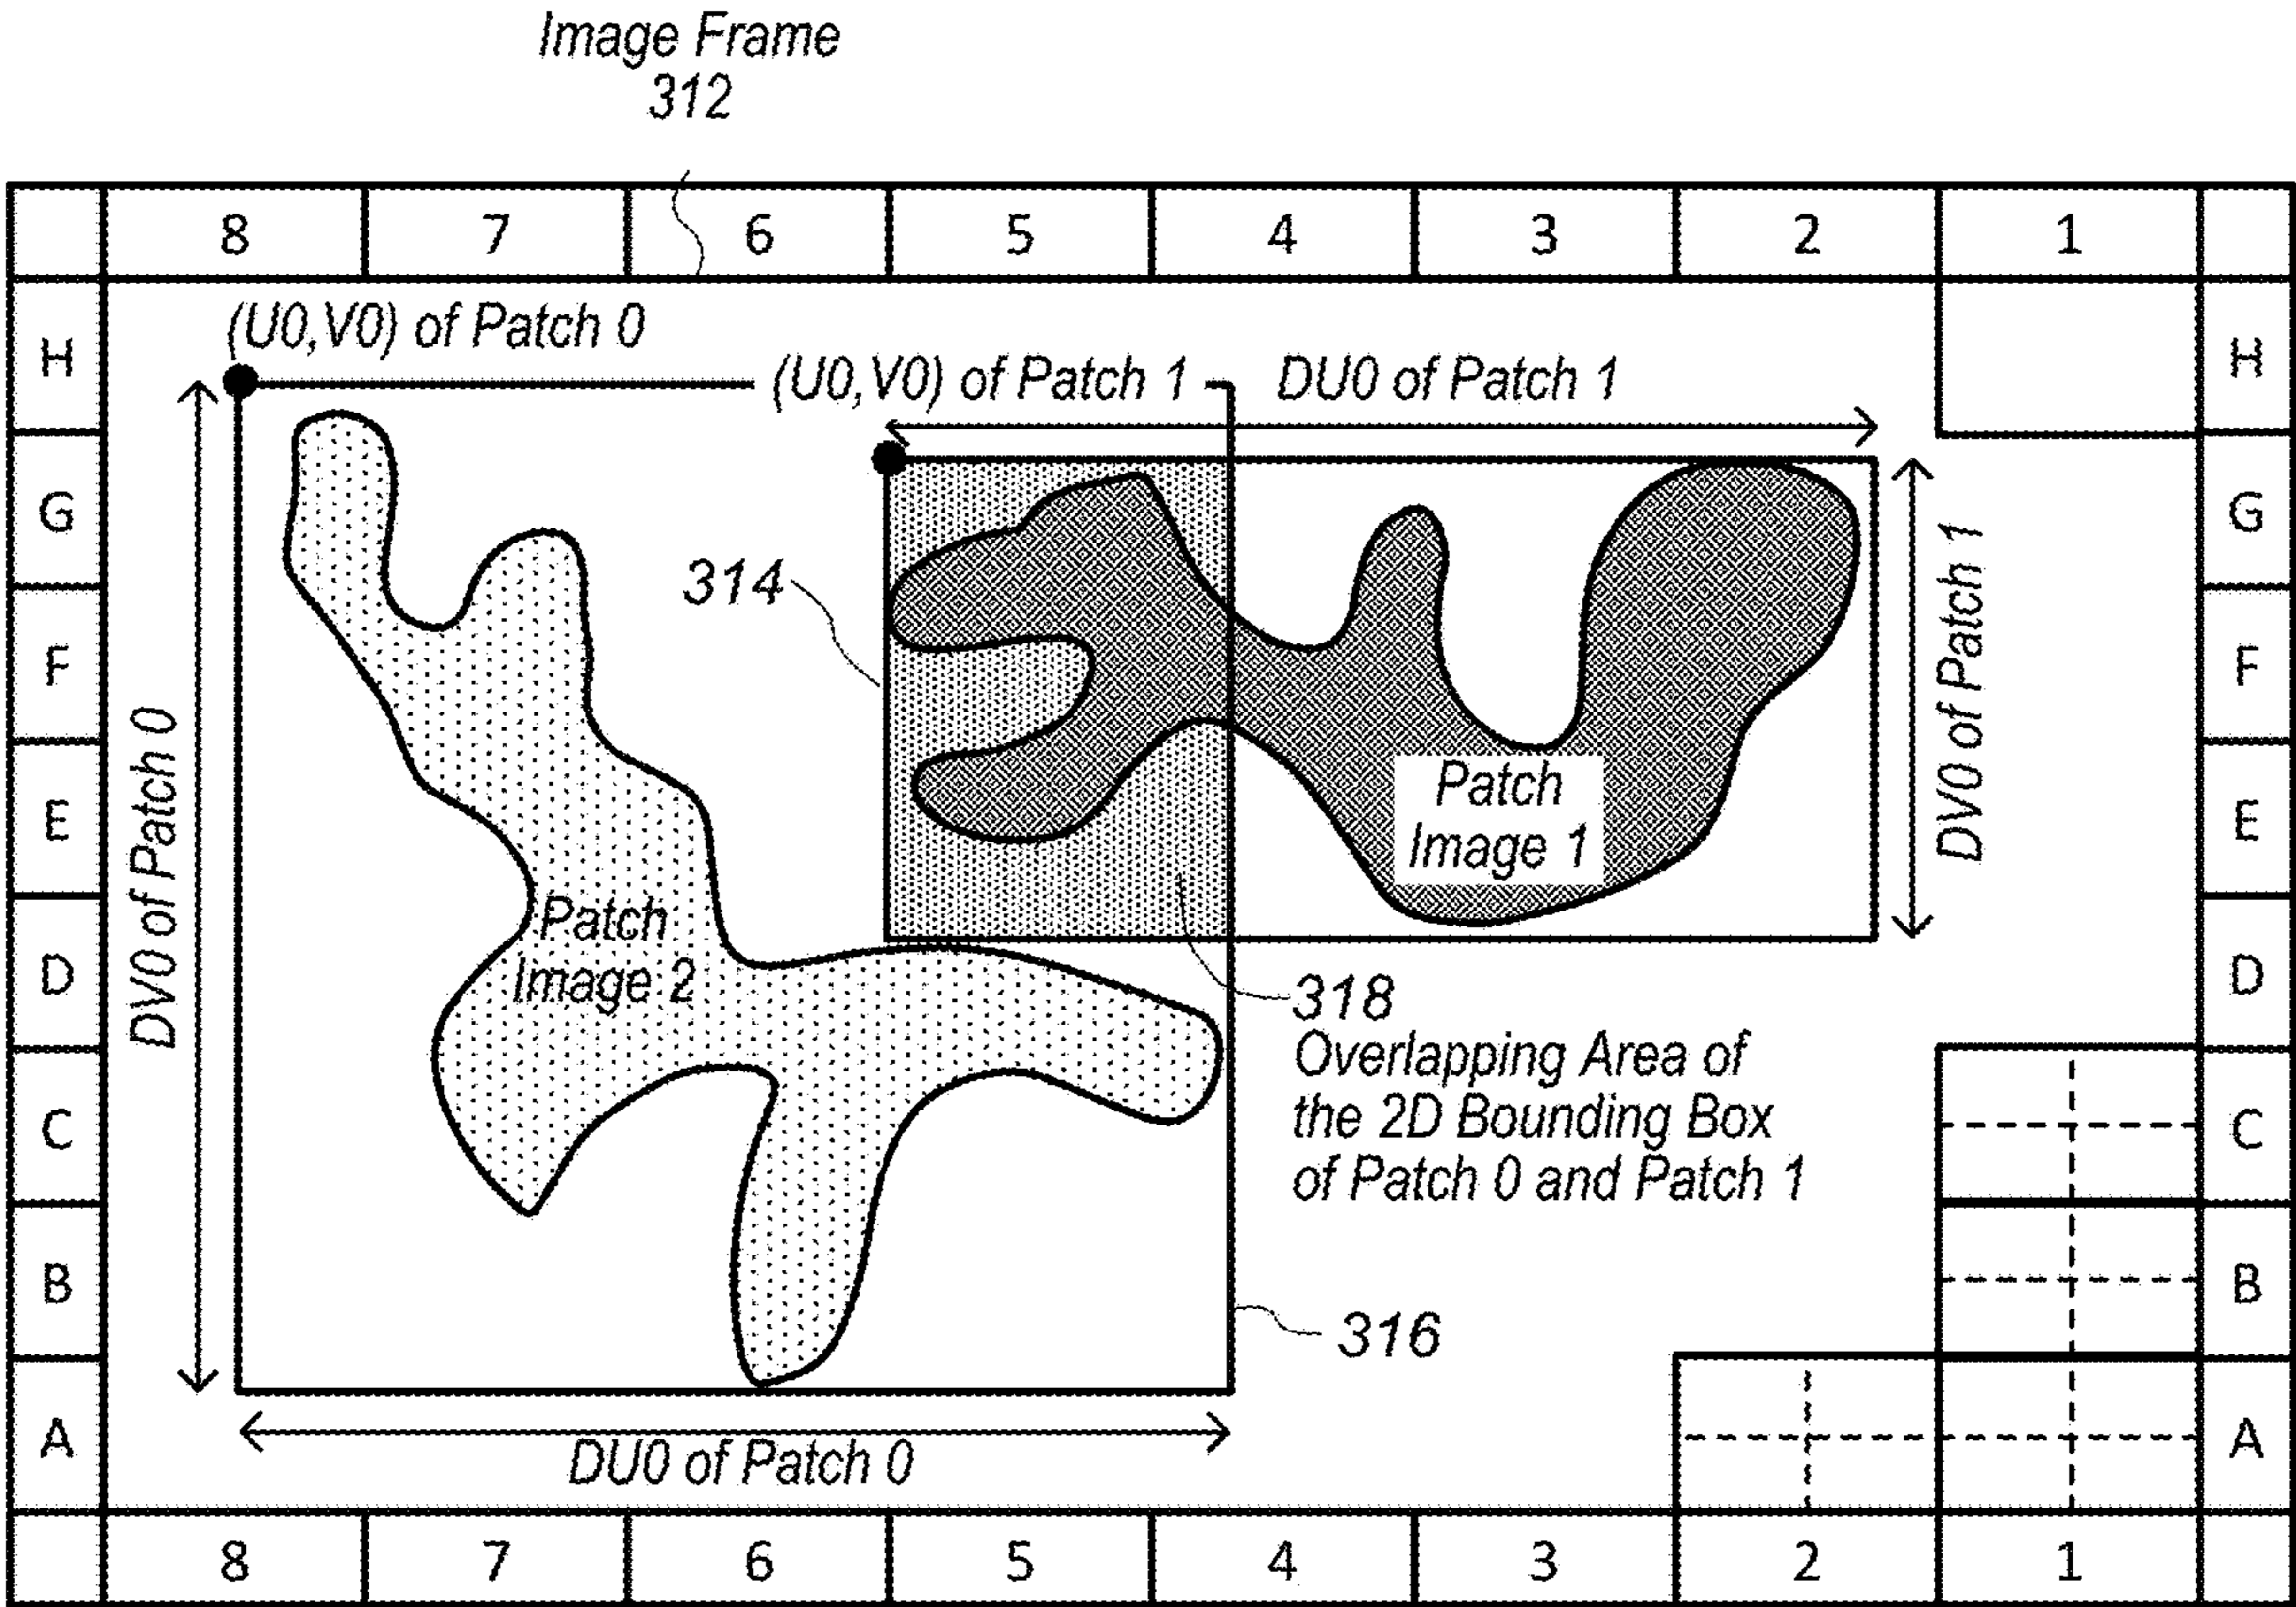 Image Frame
312
8 7 6 5 4 3 2 1
(U0,V0) of Patch 0
H H
(U0,V0) of Patch 1 DU0 of Patch 1
G G
314
DV0 of Patch 1
F F
DV0 of Patch 0
E E
Patch
Image 1
Patch
Image 2
D D
318
Overlapping Area of
the 2D Bounding Box
of Patch 0 and Patch 1
C C
B B
316
A A
DU0 of Patch 0
8 7 6 5 4 3 2 1